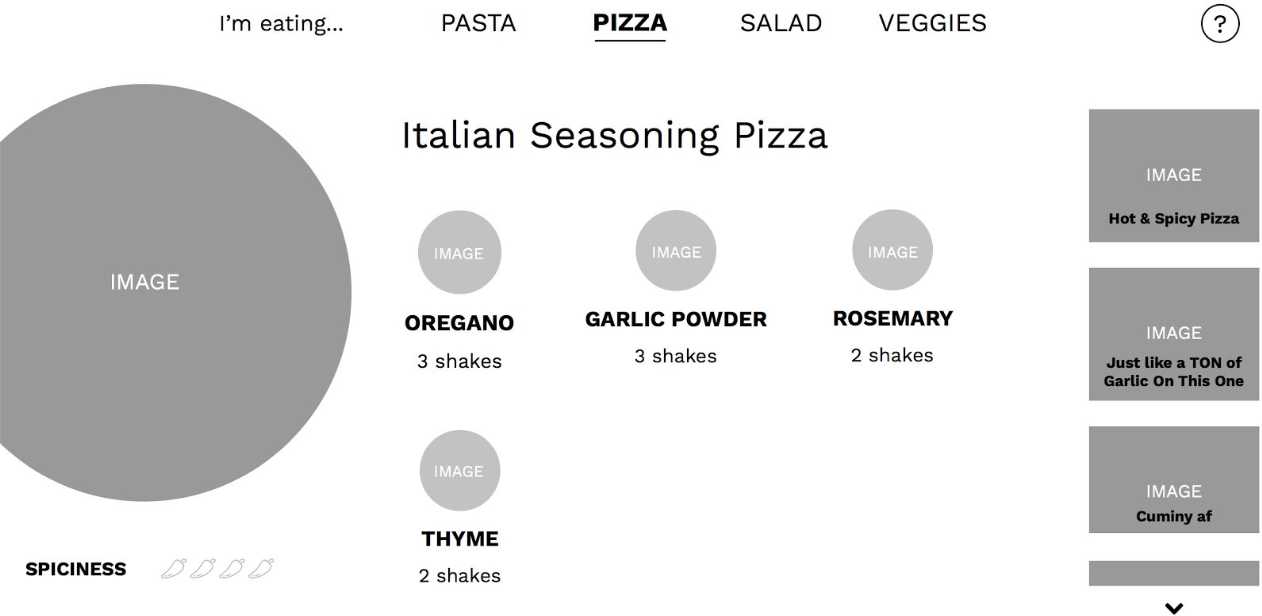 I'm eating... PASTA PIZZA SALAD VEGGIES ?
Italian Seasoning Pizza
IMAGE
IMAGE
OREGANO
3 shakes
IMAGE
GARLIC POWDER
3 shakes
IMAGE
ROSEMARY
2 shakes
IMAGE
THYME
2 shakes
SPICINESS
IMAGE
Hot & Spicy Pizza
IMAGE
Just like a TON of
Garlic On This One
IMAGE
Cuminy af